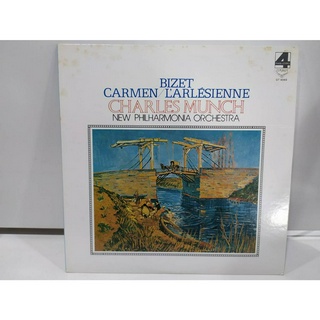 4
BIZET
CARMEN / L'ARLÉSIENNE
CHARLES MUNCH
NEW PHILHARMONIA ORCHESTRA